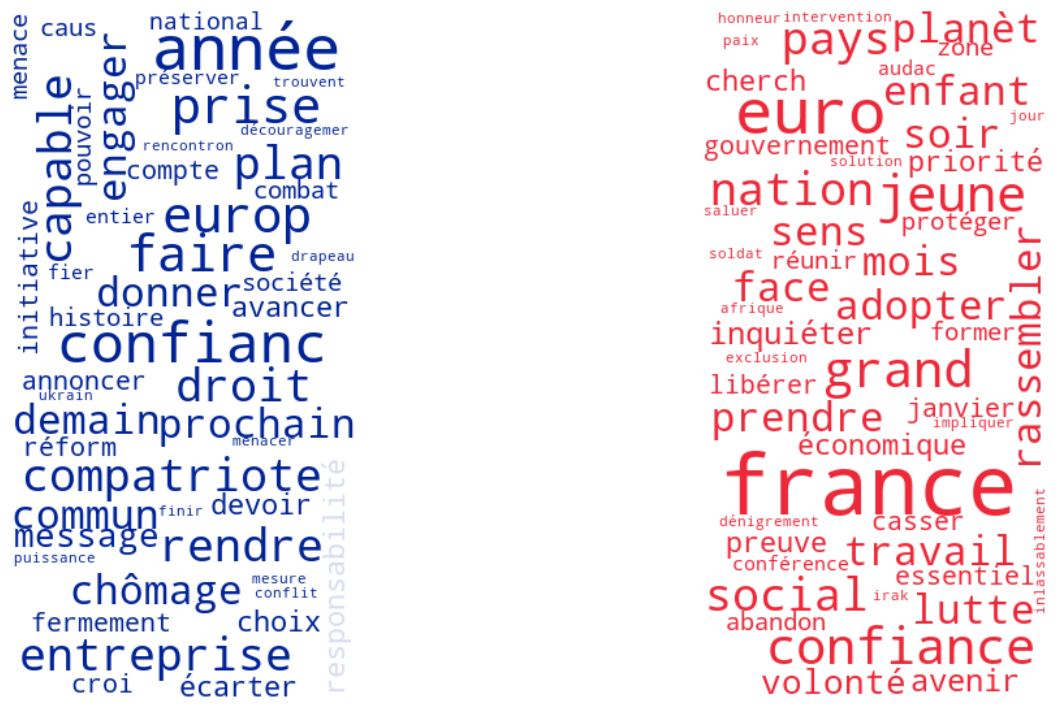 menace
caus
national
engager
année
préserver
trouvent
capable
pouvoir
prise
découragemer
rencontron
compte
plan
combat
entier
europ
initiative
faire
drapeau
fier
donner
société
avancer
histoire
confianc
annoncer
droit
ukrain
demain
prochain
menacer
réform
compatriote
responsabilité
commun
finir
devoir
message
puissance
rendre
chômage
mesure
conflit
fermement
choix
entreprise
croi
écarter
honneur
intervention
planèt
paix
pays
zone
cherch
audac
enfant
euro
jour
soir
gouvernement
solution
priorité
nation
jeune
saluer
protéger
sens
soldat
réunir
mois
face
rassembler
afrique
adopter
inquiéter
former
exclusion
grand
libérer
prendre
janvier
impliquer
économique
france
inlassablement
dénigrement
casser
preuve
travail
conférence
essentiel
social
irak
lutte
abandon
confiance
volonté
avenir